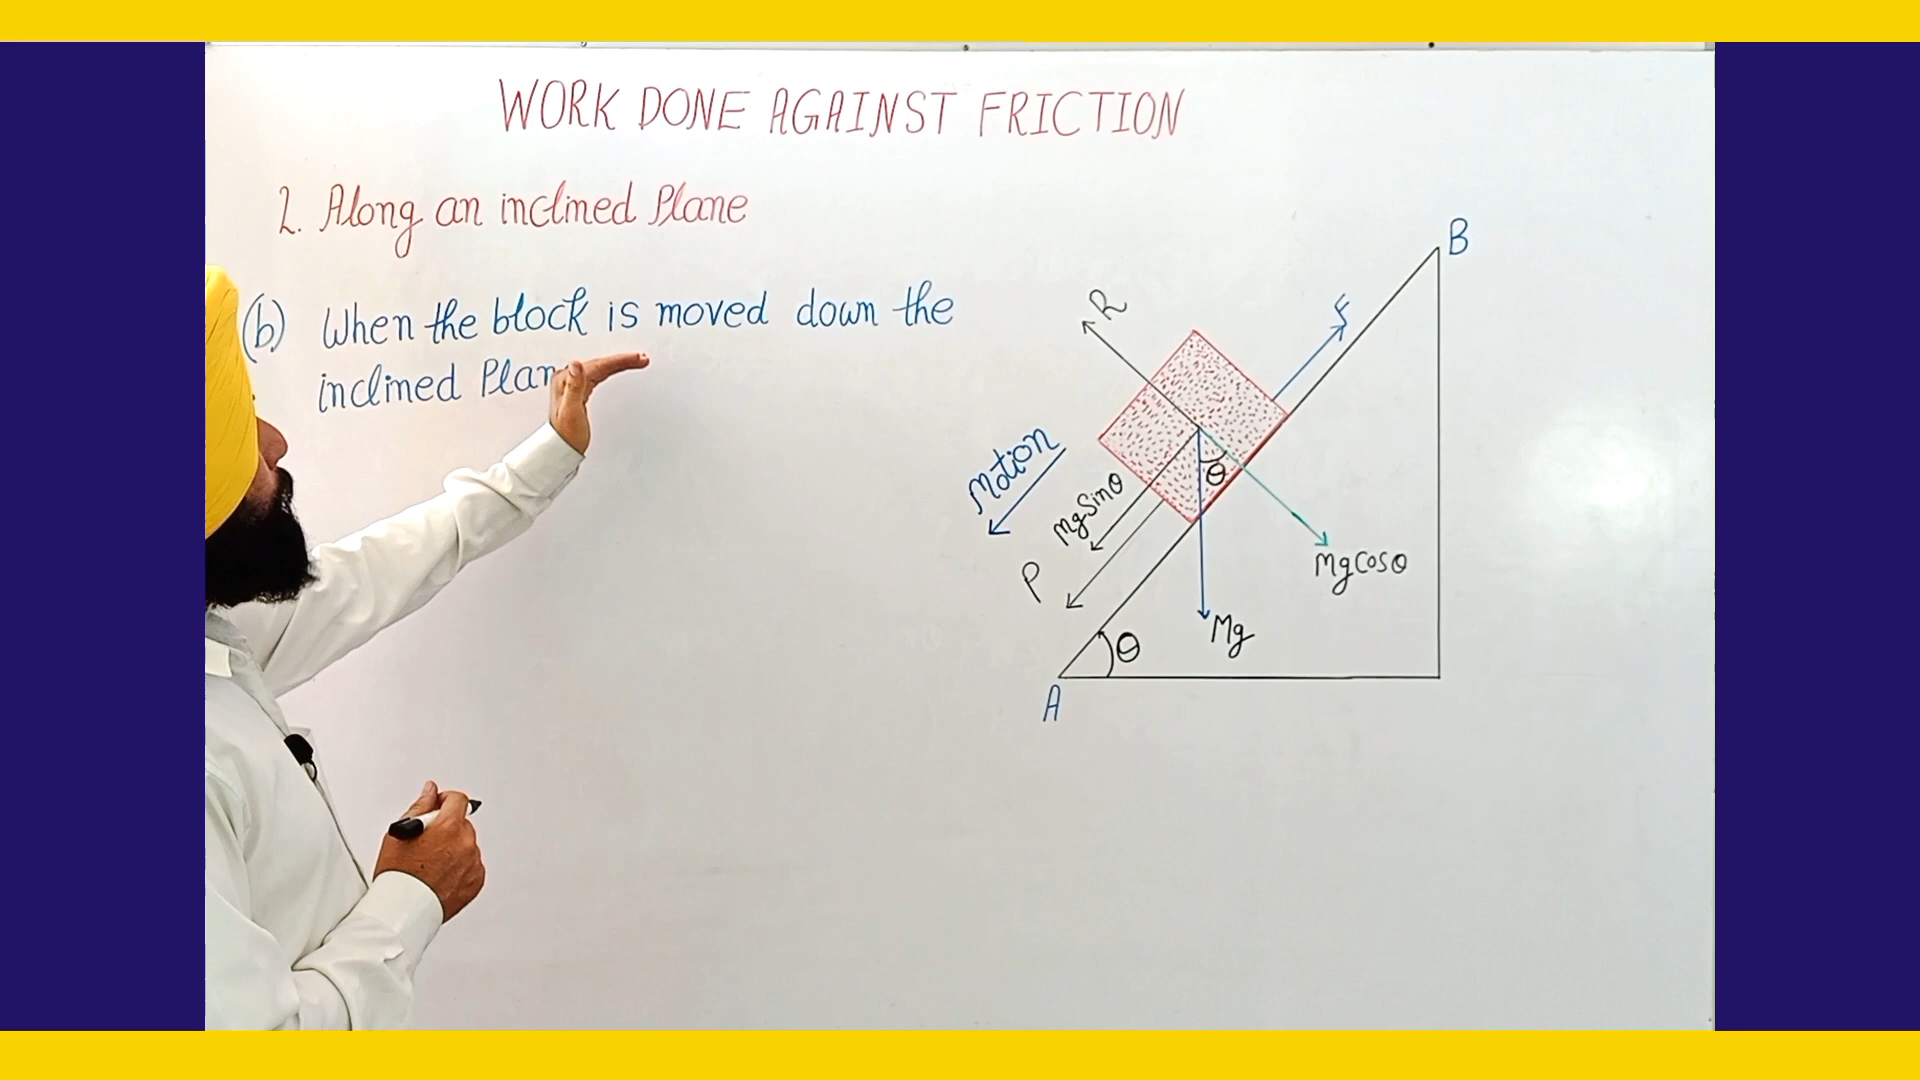 WORK DONE AGAINST FRICTION
2. Along an inclined Plane
(b) When the block is moved down the
inclined Plan
B
R
f
Motion
θ
MgSinθ
MgCosθ
P
Mg
θ
A